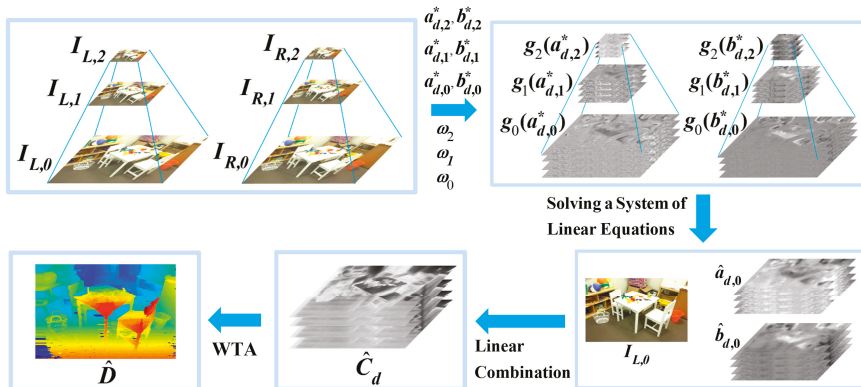 I_{L,2}
I_{R,2}
I_{L,1}
I_{R,1}
I_{L,0}
I_{R,0}
a^*_{d,2}, b^*_{d,2}
a^*_{d,1}, b^*_{d,1}
a^*_{d,0}, b^*_{d,0}
ω_2
ω_1
ω_0
g_2(a^*_{d,2})
g_2(b^*_{d,2})
g_1(a^*_{d,1})
g_1(b^*_{d,1})
g_0(a^*_{d,0})
g_0(b^*_{d,0})
Solving a System of
Linear Equations
â_{d,0}
b̂_{d,0}
I_{L,0}
Linear
Combination
Ĉ_d
WTA
D̂